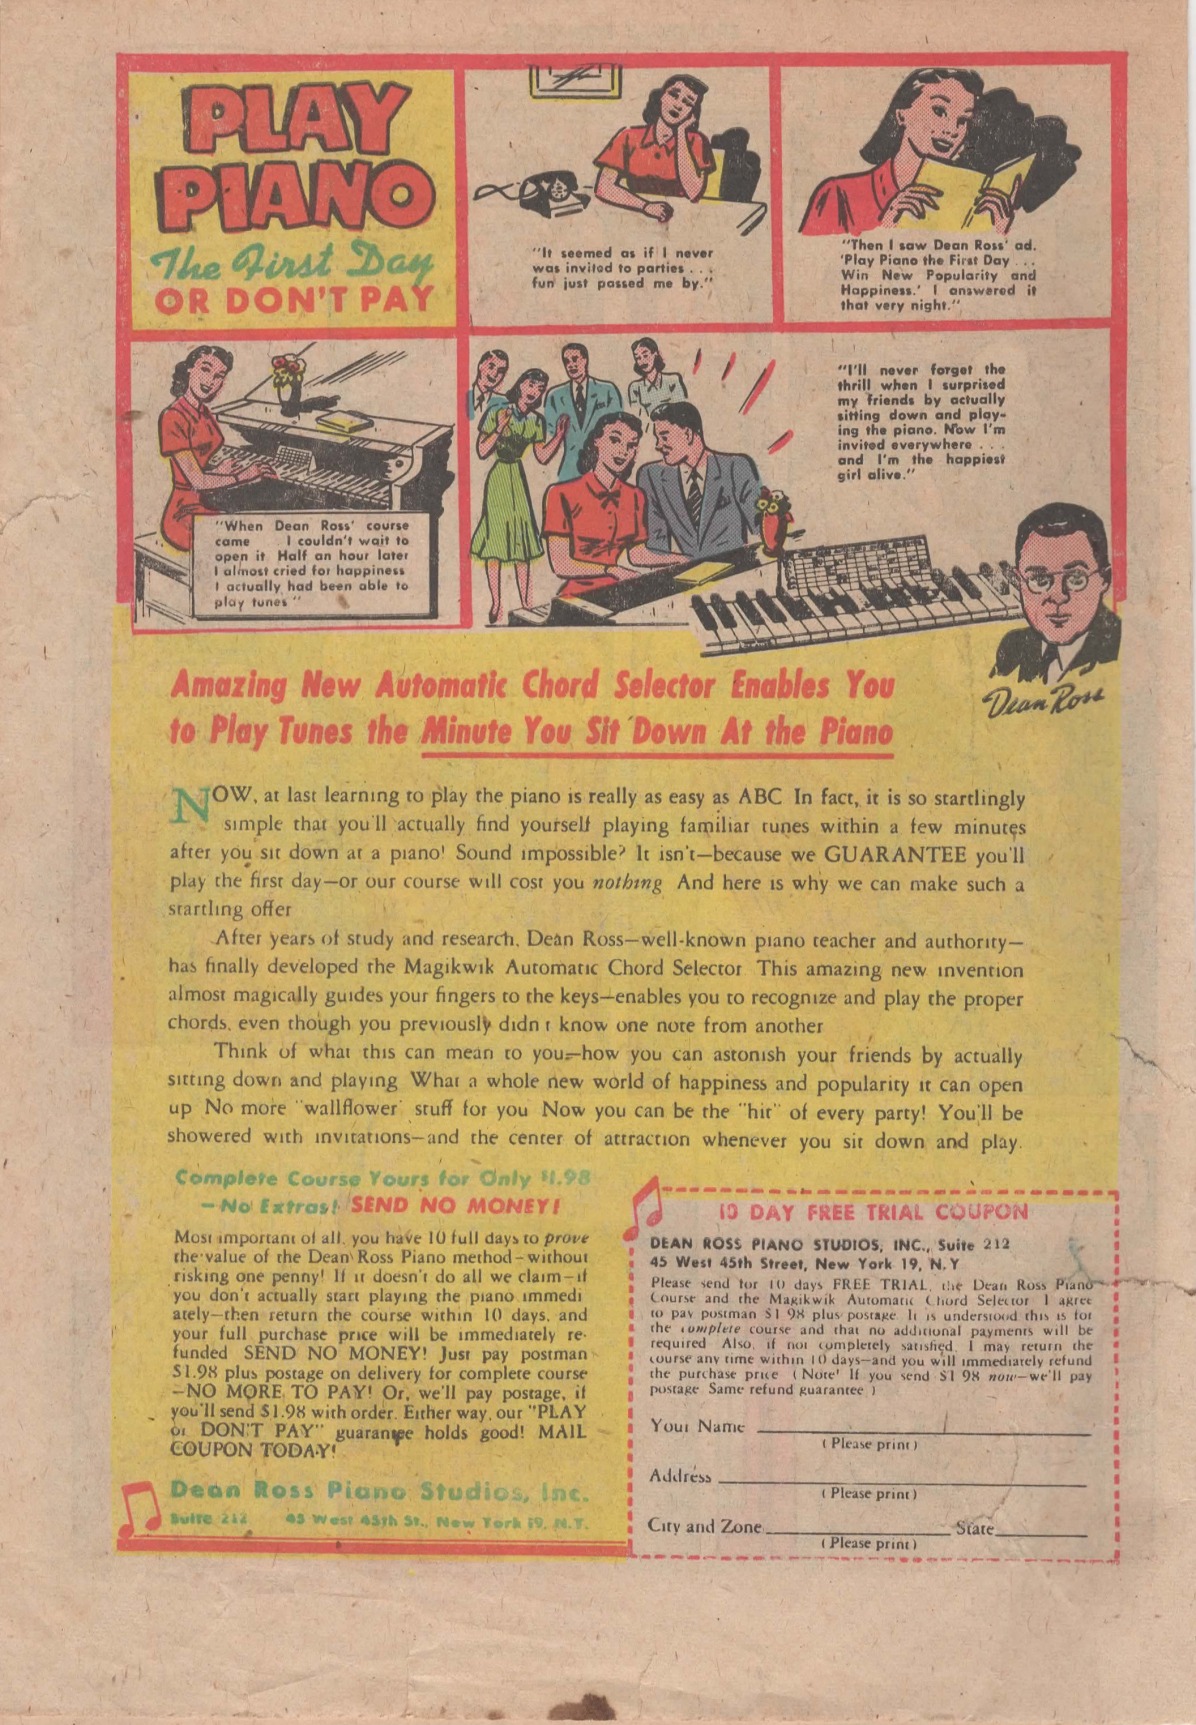 PLAY
PIANO
The First Day
OR DON'T PAY
"It seemed as if I never
was invited to parties . . .
fun just passed me by."
"Then I saw Dean Ross' ad.
'Play Piano the First Day . . .
Win New Popularity and
Happiness.' I answered it
that very night."
"When Dean Ross' course
came I couldn't wait to
open it Half an hour later
I almost cried for happiness
I actually had been able to
play tunes"
"I'll never forget the
thrill when I surprised
my friends by actually
sitting down and play-
ing the piano. Now I'm
invited everywhere . . .
and I'm the happiest
girl alive."
Dean Ross
Amazing New Automatic Chord Selector Enables You
to Play Tunes the Minute You Sit Down At the Piano
NOW, at last learning to play the piano is really as easy as ABC In fact, it is so startlingly
simple that you'll actually find yourself playing familiar tunes within a few minutes
after you sit down at a piano! Sound impossible? It isn't—because we GUARANTEE you'll
play the first day—or our course will cost you nothing And here is why we can make such a
startling offer
After years of study and research, Dean Ross—well-known piano teacher and authority—
has finally developed the Magikwik Automatic Chord Selector This amazing new invention
almost magically guides your fingers to the keys—enables you to recognize and play the proper
chords, even though you previously didn t know one note from another
Think of what this can mean to you—how you can astonish your friends by actually
sitting down and playing What a whole new world of happiness and popularity it can open
up No more "wallflower' stuff for you Now you can be the "hit" of every party! You'll be
showered with invitations—and the center of attraction whenever you sit down and play.
Complete Course Yours for Only $1.98
—No Extras! SEND NO MONEY!
Most important of all, you have 10 full days to prove
the value of the Dean Ross Piano method—without
risking one penny! If it doesn't do all we claim—if
you don't actually start playing the piano immedi
ately—then return the course within 10 days, and
your full purchase price will be immediately re-
funded SEND NO MONEY! Just pay postman
$1.98 plus postage on delivery for complete course
—NO MORE TO PAY! Or, we'll pay postage, if
you'll send $1.98 with order. Either way, our "PLAY
or DON'T PAY" guarantee holds good! MAIL
COUPON TODAY!
Dean Ross Piano Studios, Inc.
Suite 212 45 West 45th St., New York 19, N.Y.
10 DAY FREE TRIAL COUPON
DEAN ROSS PIANO STUDIOS, INC., Suite 212
45 West 45th Street, New York 19, N.Y
Please send for 10 days FREE TRIAL, the Dean Ross Piano
Course and the Magikwik Automatic Chord Selector I agree
to pay postman $1 98 plus postage. It is understood this is for
the complete course and that no additional payments will be
required Also, if not completely satisfied, I may return the
course any time within 10 days—and you will immediately refund
the purchase price (Note' If you send $1 98 now—we'll pay
postage Same refund guarantee )
Your Name
(Please print)
Address
(Please print)
City and Zone State
(Please print)